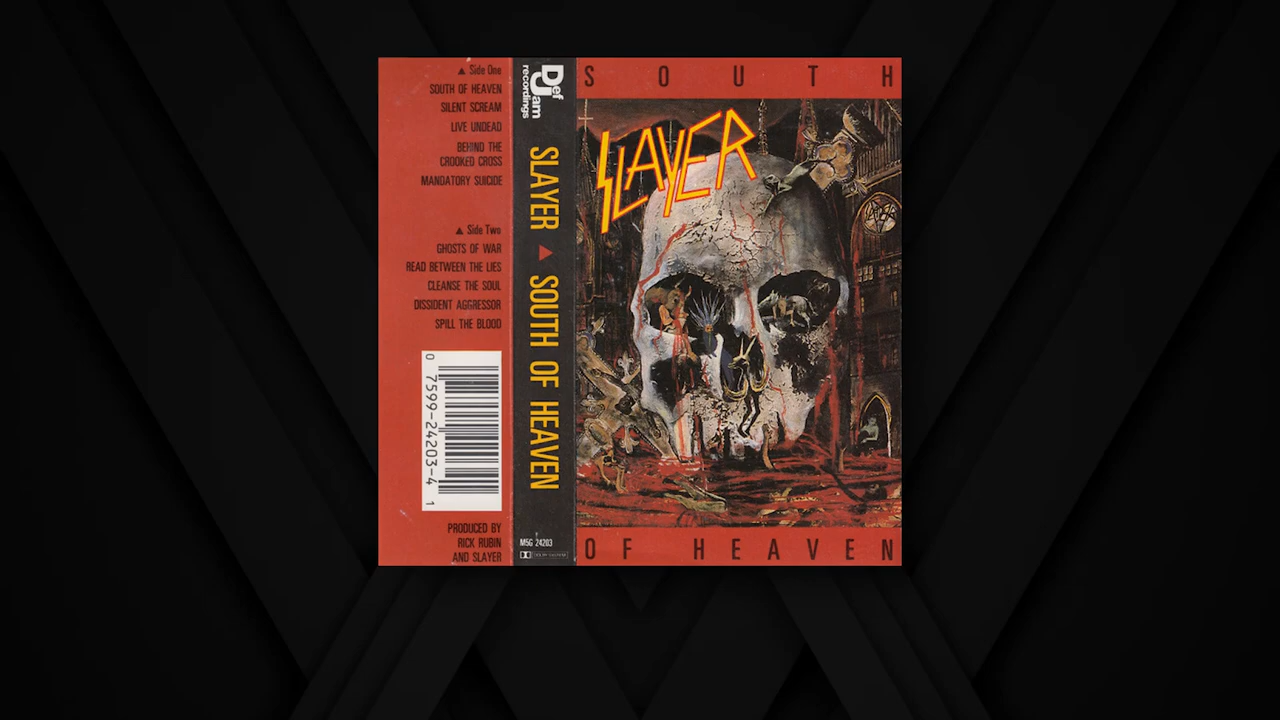 ▲ Side One
SOUTH OF HEAVEN
SILENT SCREAM
LIVE UNDEAD
BEHIND THE
CROOKED CROSS
MANDATORY SUICIDE
▲ Side Two
GHOSTS OF WAR
READ BETWEEN THE LIES
CLEANSE THE SOUL
DISSIDENT AGGRESSOR
SPILL THE BLOOD
0 7599-24203-4 1
PRODUCED BY
RICK RUBIN
AND SLAYER
Def Jam
recordings
SLAYER ▲ SOUTH OF HEAVEN
M5G 24203
SOUTH
SLAYER
OF HEAVEN